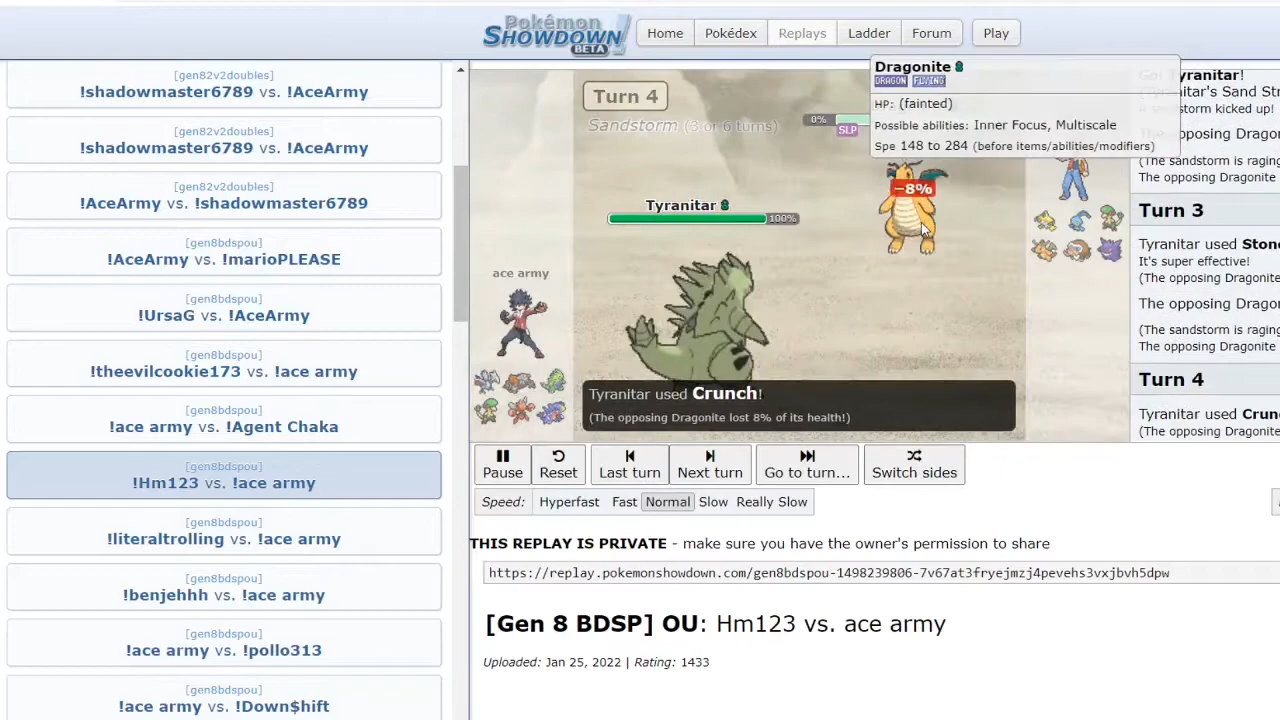 Pokémon
SHOWDOWN
BETA
Home
Pokédex
Replays
Ladder
Forum
Play
[gen82v2doubles]
!shadowmaster6789 vs. !AceArmy
[gen82v2doubles]
!shadowmaster6789 vs. !AceArmy
[gen82v2doubles]
!AceArmy vs. !shadowmaster6789
[gen8bdspou]
!AceArmy vs. !marioPLEASE
[gen8bdspou]
!UrsaG vs. !AceArmy
[gen8bdspou]
!theevilcookie173 vs. !ace army
[gen8bdspou]
!ace army vs. !Agent Chaka
[gen8bdspou]
!Hm123 vs. !ace army
[gen8bdspou]
!literaltrolling vs. !ace army
[gen8bdspou]
!benjehhh vs. !ace army
[gen8bdspou]
!ace army vs. !pollo313
[gen8bdspou]
!ace army vs. !Down$hift
Turn 4
Sandstorm (3 or 6 turns)
0%
SLP
Dragonite
DRAGON FLYING
HP: (fainted)
Possible abilities: Inner Focus, Multiscale
Spe 148 to 284 (before items/abilities/modifiers)
−8%
Tyranitar
100%
ace army
Tyranitar used Crunch!
(The opposing Dragonite lost 8% of its health!)
Go! Tyranitar!
(The sandstorm is raging
The opposing Dragonite
Turn 3
Tyranitar used Ston
It's super effective!
(The opposing Dragoni
The opposing Drago
(The sandstorm is raging
The opposing Dragonite
Turn 4
Tyranitar used Crun
(The opposing Dragoni
Pause
Reset
Last turn
Next turn
Go to turn...
Switch sides
Speed: Hyperfast Fast Normal Slow Really Slow
THIS REPLAY IS PRIVATE - make sure you have the owner's permission to share
https://replay.pokemonshowdown.com/gen8bdspou-1498239806-7v67at3fryejmzj4pevehs3vxjbvh5dpw
[Gen 8 BDSP] OU: Hm123 vs. ace army
Uploaded: Jan 25, 2022 | Rating: 1433